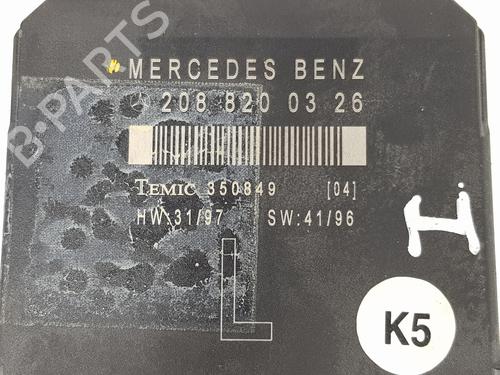 MERCEDES BENZ
208 820 03 26
TEMIC 350849 [04]
HW:31/97 SW:41/96
L
I
K5
B-PARTS